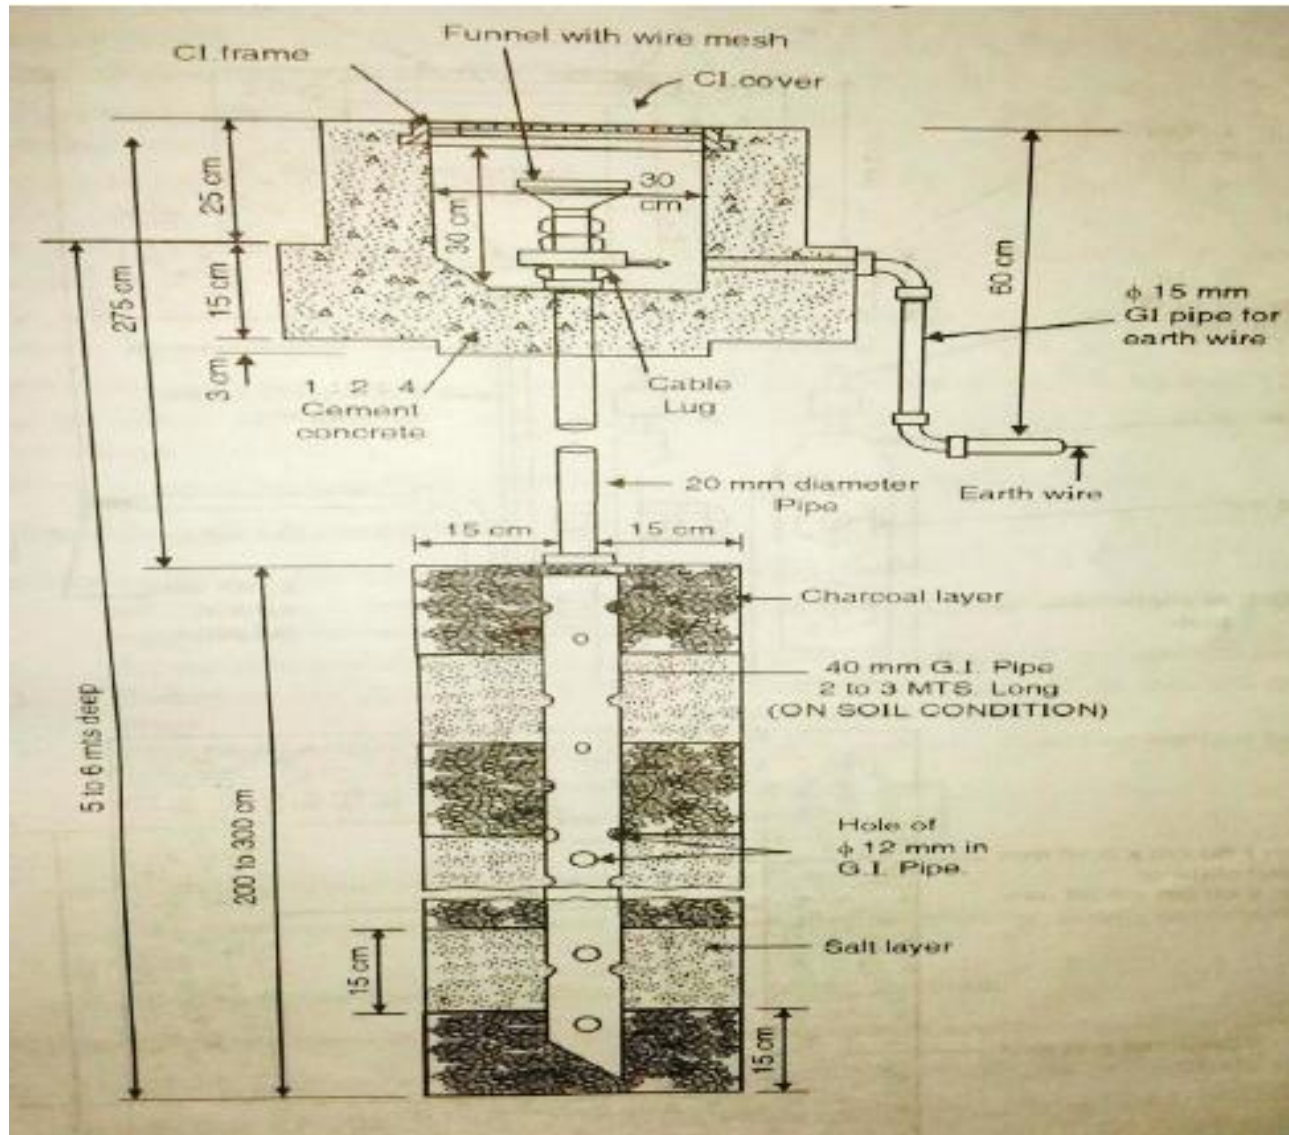 Funnel with wire mesh
CI.frame
CI.cover
25 cm
30
cm
30 cm
15 cm
275 cm
60 cm
ϕ 15 mm
GI pipe for
earth wire
3 cm
1 : 2 : 4
Cement
concrete
Cable
Lug
20 mm diameter
Pipe
Earth wire
15 cm
15 cm
Charcoal layer
40 mm G.I. Pipe
2 to 3 MTS. Long
(ON SOIL CONDITION)
5 to 6 mts deep
200 to 300 cm
Hole of
ϕ 12 mm in
G.I. Pipe.
Salt layer
15 cm
15 cm